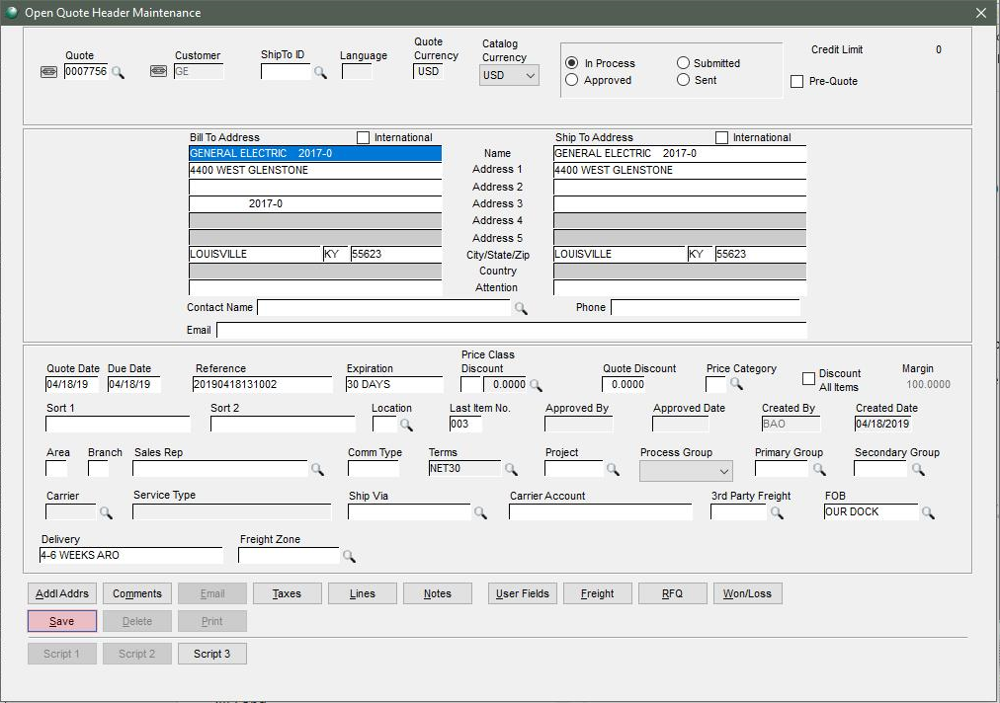 Open Quote Header Maintenance
Quote Customer ShipTo ID Language Quote Currency Catalog Currency Credit Limit 0
0007756 GE USD USD
In Process Submitted
Approved Sent
Pre-Quote
Bill To Address International Ship To Address International
GENERAL ELECTRIC 2017-0 Name GENERAL ELECTRIC 2017-0
4400 WEST GLENSTONE Address 1 4400 WEST GLENSTONE
Address 2
2017-0 Address 3
Address 4
Address 5
LOUISVILLE KY 55623 City/State/Zip LOUISVILLE KY 55623
Country
Attention
Contact Name Phone
Email
Quote Date Due Date Reference Expiration Price Class Discount Quote Discount Price Category Discount All Items Margin
04/18/19 04/18/19 20190418131002 30 DAYS 0.0000 0.0000 100.0000
Sort 1 Sort 2 Location Last Item No. Approved By Approved Date Created By Created Date
003 BAO 04/18/2019
Area Branch Sales Rep Comm Type Terms Project Process Group Primary Group Secondary Group
NET30
Carrier Service Type Ship Via Carrier Account 3rd Party Freight FOB
OUR DOCK
Delivery Freight Zone
4-6 WEEKS ARO
Addl Addrs Comments Email Taxes Lines Notes User Fields Freight RFQ Won/Loss
Save Delete Print
Script 1 Script 2 Script 3